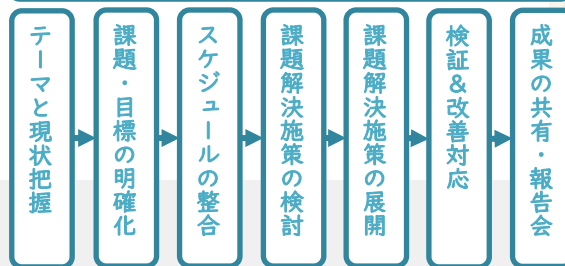 テーマと現状把握
課題・目標の明確化
スケジュールの整合
課題解決施策の検討
課題解決施策の展開
検証&改善対応
成果の共有・報告会